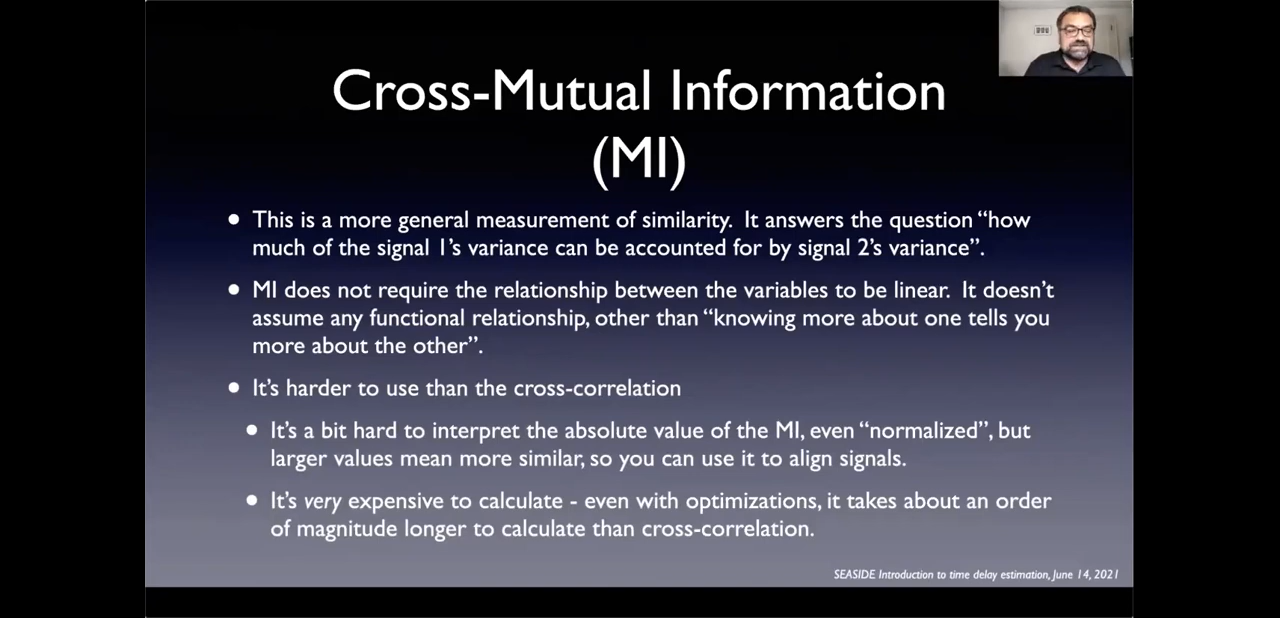 Cross-Mutual Information
(MI)
• This is a more general measurement of similarity. It answers the question “how
much of the signal 1’s variance can be accounted for by signal 2’s variance”.
• MI does not require the relationship between the variables to be linear. It doesn’t
assume any functional relationship, other than “knowing more about one tells you
more about the other”.
• It’s harder to use than the cross-correlation
• It’s a bit hard to interpret the absolute value of the MI, even “normalized”, but
larger values mean more similar, so you can use it to align signals.
• It’s very expensive to calculate - even with optimizations, it takes about an order
of magnitude longer to calculate than cross-correlation.
SEASIDE Introduction to time delay estimation, June 14, 2021